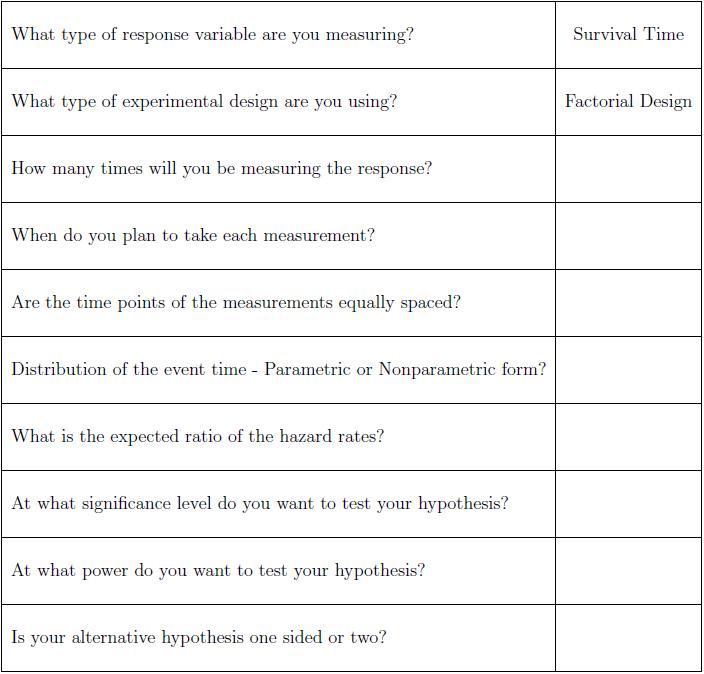 What type of response variable are you measuring? Survival Time
What type of experimental design are you using? Factorial Design
How many times will you be measuring the response?
When do you plan to take each measurement?
Are the time points of the measurements equally spaced?
Distribution of the event time - Parametric or Nonparametric form?
What is the expected ratio of the hazard rates?
At what significance level do you want to test your hypothesis?
At what power do you want to test your hypothesis?
Is your alternative hypothesis one sided or two?